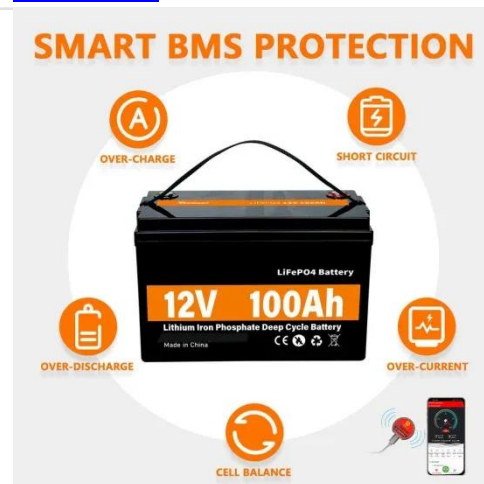 SMART BMS PROTECTION
OVER-CHARGE
SHORT CIRCUIT
LiFePO4 Battery
12V 100Ah
Lithium Iron Phosphate Deep Cycle Battery
Made in China
CE
OVER-DISCHARGE
OVER-CURRENT
CELL BALANCE